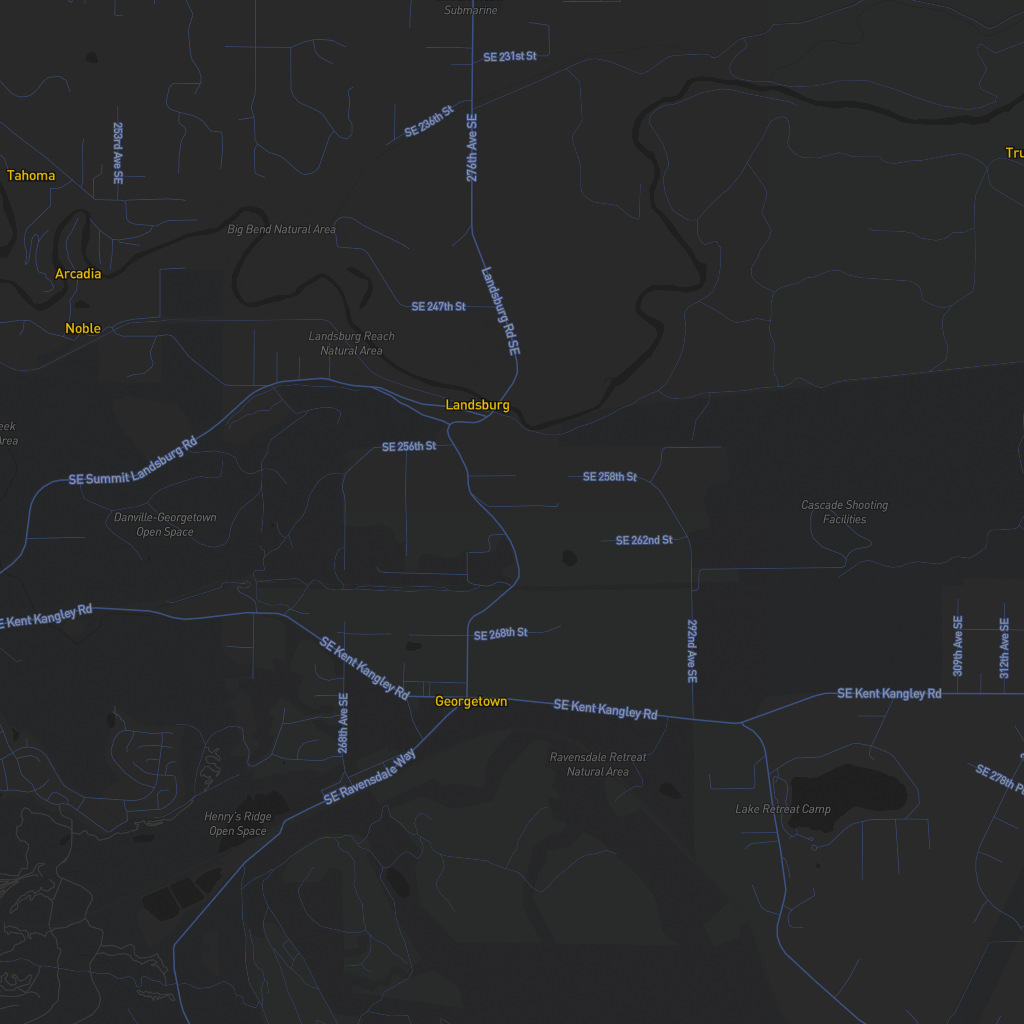 Submarine
SE 231st St
SE 236th St
276th Ave SE
253rd Ave SE
Tahoma
Tru
Big Bend Natural Area
Arcadia
Landsburg Rd SE
SE 247th St
Noble
Landsburg Reach
Natural Area
Landsburg
eek
Area
SE Summit Landsburg Rd
SE 256th St
SE 258th St
Cascade Shooting
Facilities
Danville-Georgetown
Open Space
SE 262nd St
SE Kent Kangley Rd
SE 268th St
292nd Ave SE
309th Ave SE
312th Ave SE
SE Kent Kangley Rd
268th Ave SE
Georgetown
SE Kent Kangley Rd
SE Kent Kangley Rd
Ravensdale Retreat
Natural Area
SE Ravensdale Way
SE 278th P
Henry's Ridge
Open Space
Lake Retreat Camp